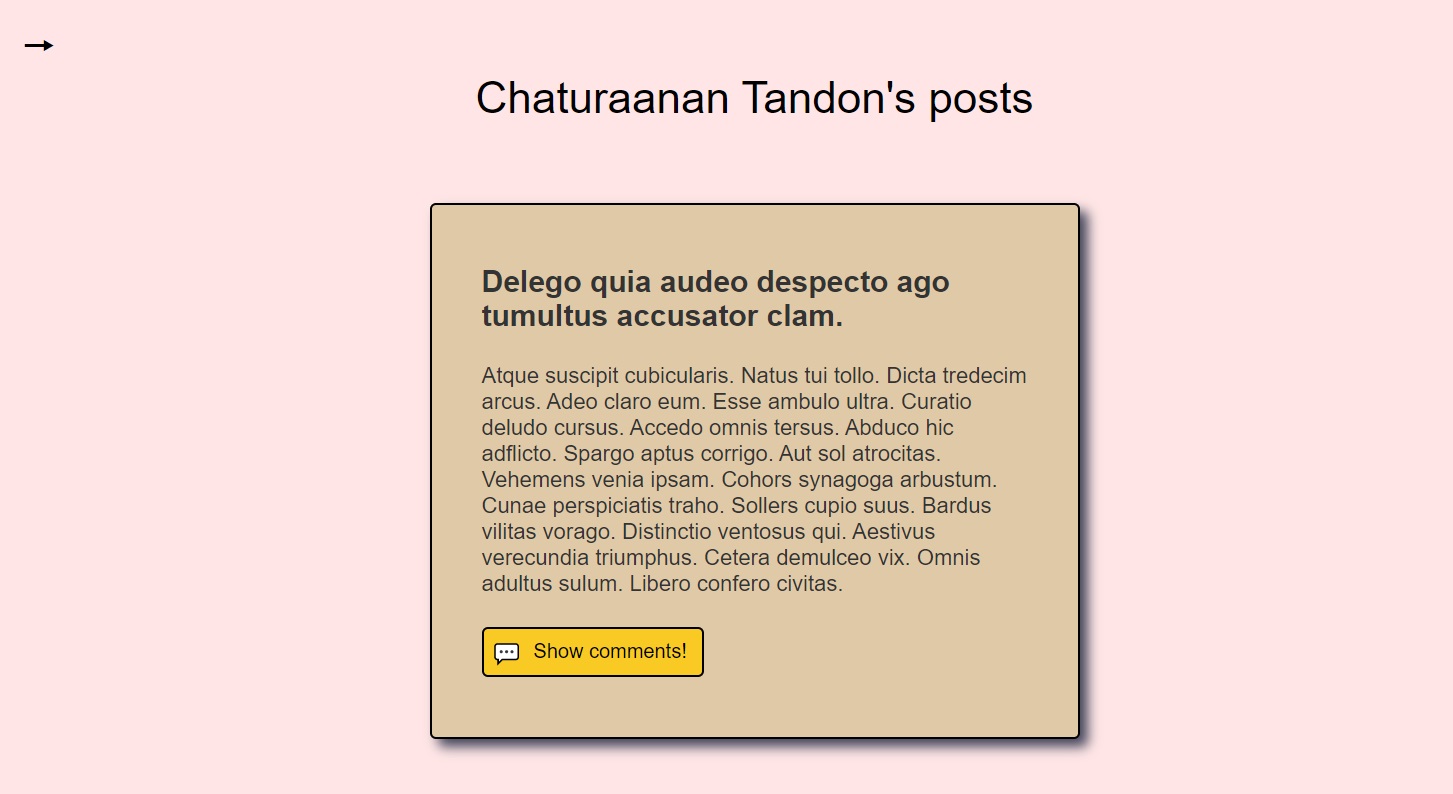 Chaturaanan Tandon's posts
Delego quia audeo despecto ago
tumultus accusator clam.
Atque suscipit cubicularis. Natus tui tollo. Dicta tredecim
arcus. Adeo claro eum. Esse ambulo ultra. Curatio
deludo cursus. Accedo omnis tersus. Abduco hic
adflicto. Spargo aptus corrigo. Aut sol atrocitas.
Vehemens venia ipsam. Cohors synagoga arbustum.
Cunae perspiciatis traho. Sollers cupio suus. Bardus
vilitas vorago. Distinctio ventosus qui. Aestivus
verecundia triumphus. Cetera demulceo vix. Omnis
adultus sulum. Libero confero civitas.
Show comments!